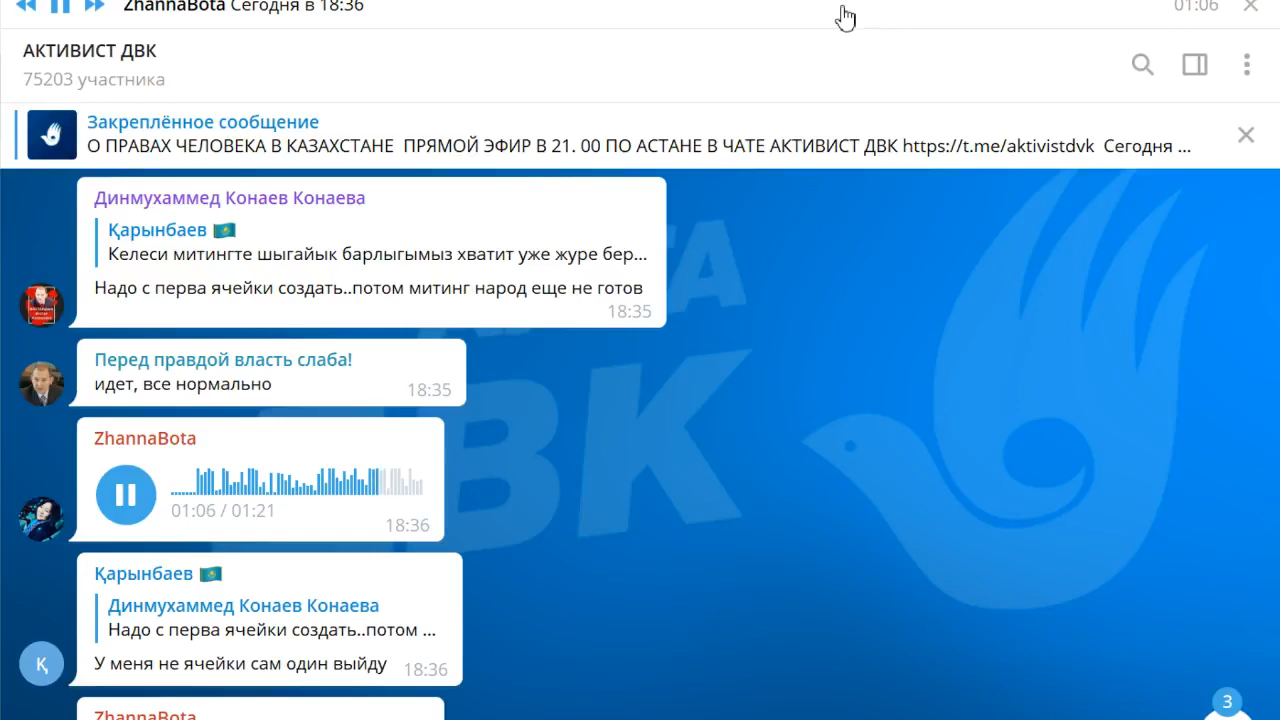 ZhannaBota Сегодня в 18:36
01:06
АКТИВИСТ ДВК
75203 участника
Закреплённое сообщение
О ПРАВАХ ЧЕЛОВЕКА В КАЗАХСТАНЕ ПРЯМОЙ ЭФИР В 21. 00 ПО АСТАНЕ В ЧАТЕ АКТИВИСТ ДВК https://t.me/aktivistdvk Сегодня ...
Динмухаммед Конаев Конаева
Қарынбаев
Келеси митингте шыгайык барлыгымыз хватит уже журе бер...
Надо с перва ячейки создать..потом митинг народ еще не готов
18:35
Перед правдой власть слаба!
идет, все нормально
18:35
ZhannaBota
01:06 / 01:21
18:36
Қарынбаев
Динмухаммед Конаев Конаева
Надо с перва ячейки создать..потом ...
У меня не ячейки сам один выйду
18:36
Қ
ZhannaBota
3
ДВК